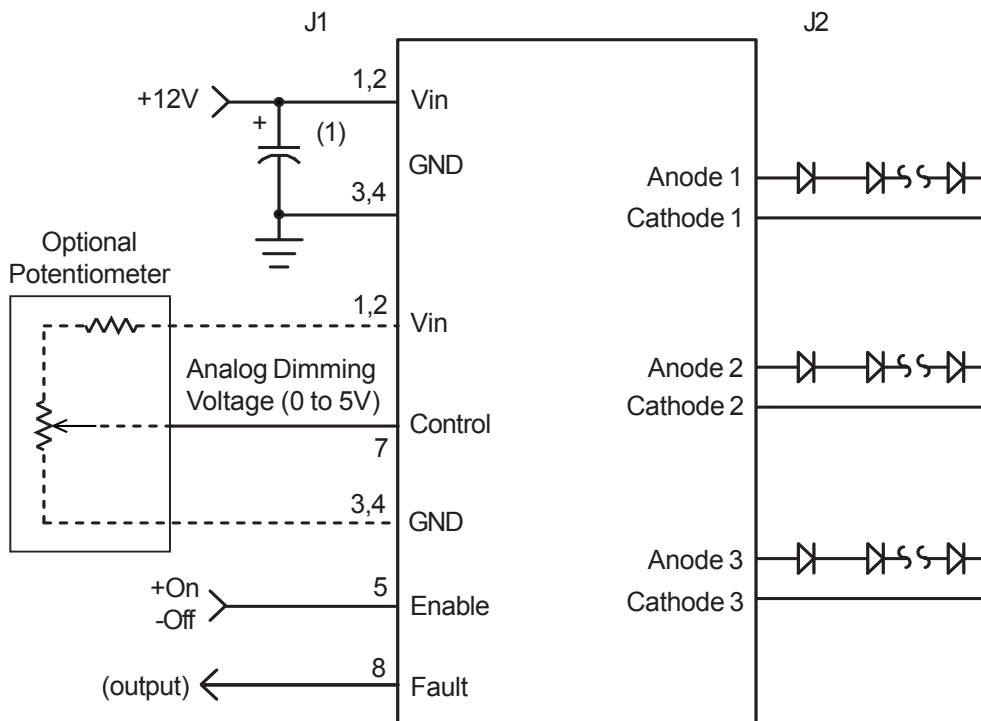 J1
J2
+12V
+
(1)
1,2
Vin
GND
3,4
Optional
Potentiometer
1,2
Vin
Analog Dimming
Voltage (0 to 5V)
Control
7
3,4
GND
+On
-Off
5
Enable
(output)
8
Fault
Anode 1
Cathode 1
Anode 2
Cathode 2
Anode 3
Cathode 3